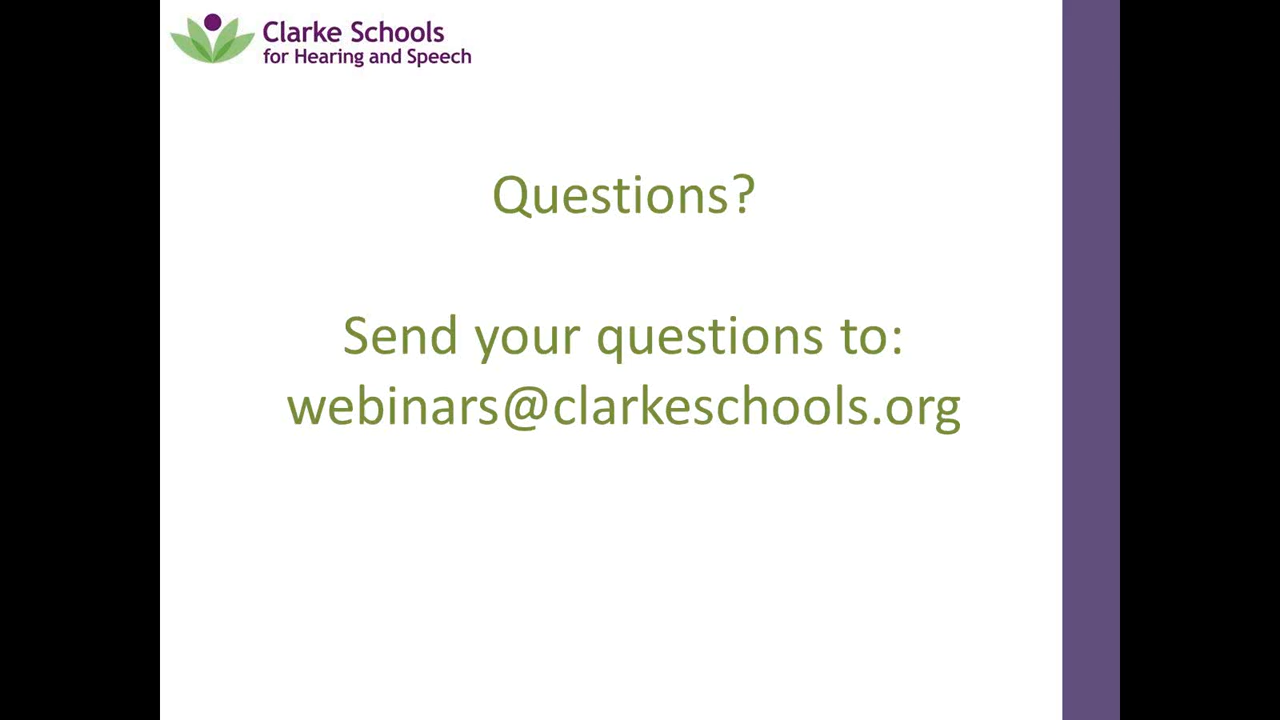 Clarke Schools
for Hearing and Speech
Questions?
Send your questions to:
webinars@clarkeschools.org